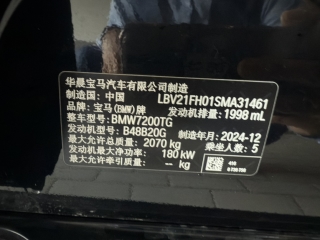 华晨宝马汽车有限公司制造
制造国: 中国 LBV21FH01SMA31461
品牌: 宝马(BMW)牌 发动机排量: 1998 mL
整车型号: BMW7200TG
发动机型号: B48B20G 制造年月: 2024-12
最大允许总质量: 2070 kg 乘坐人数: 5
发动机最大净功率: 180 kW
最大允许牵引质量: -- kg